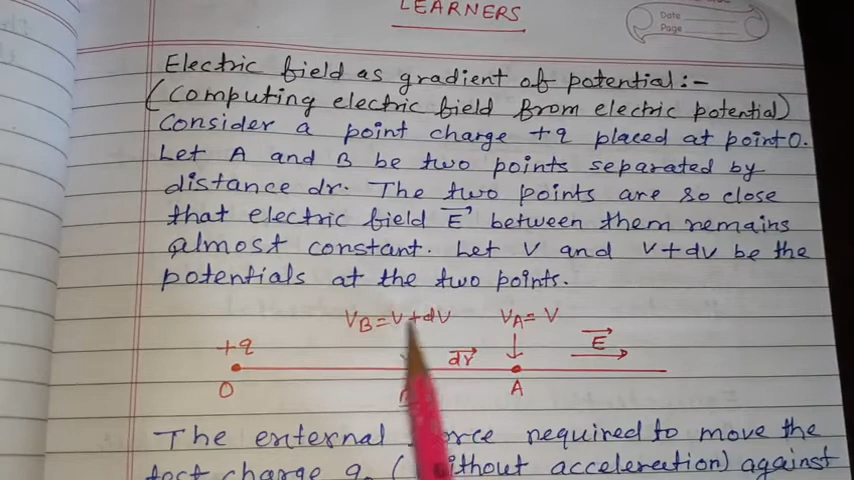 LEARNERS
Date
Page
Electric field as gradient of potential:-
(Computing electric field from electric potential)
Consider a point charge +q placed at point O.
Let A and B be two points separated by
distance dr. The two points are so close
that electric field E→ between them remains
almost constant. Let V and V+dV be the
potentials at the two points.
VB=V+dV VA=V
+q dr→ E→
O A
The external force required to move the
test charge q (without acceleration) against